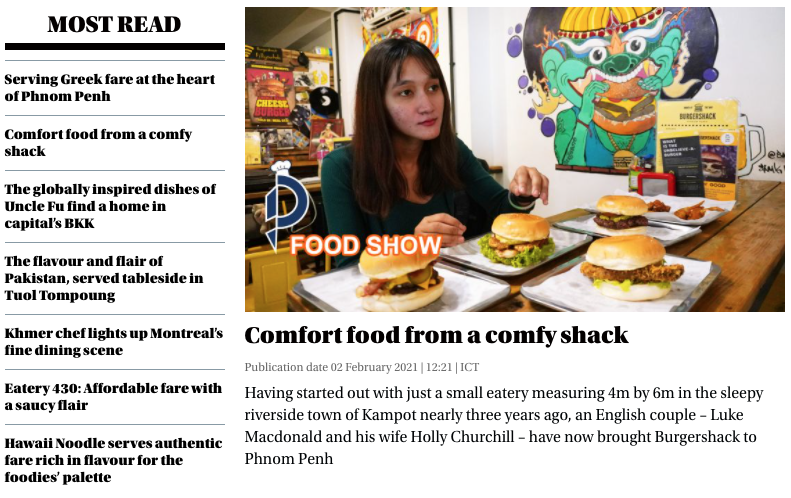 MOST READ
Serving Greek fare at the heart
of Phnom Penh
Comfort food from a comfy
shack
The globally inspired dishes of
Uncle Fu find a home in
capital's BKK
The flavour and flair of
Pakistan, served tableside in
Tuol Tompoung
Khmer chef lights up Montreal's
fine dining scene
Eatery 430: Affordable fare with
a saucy flair
Hawaii Noodle serves authentic
fare rich in flavour for the
foodies' palette
CHEESE
BURGER
BURGERSHACK
WHAT IS
FOOD
FOOD SHOW
Comfort food from a comfy shack
Publication date 02 February 2021 | 12:21 | ICT
Having started out with just a small eatery measuring 4m by 6m in the sleepy
riverside town of Kampot nearly three years ago, an English couple – Luke
Macdonald and his wife Holly Churchill – have now brought Burgershack to
Phnom Penh